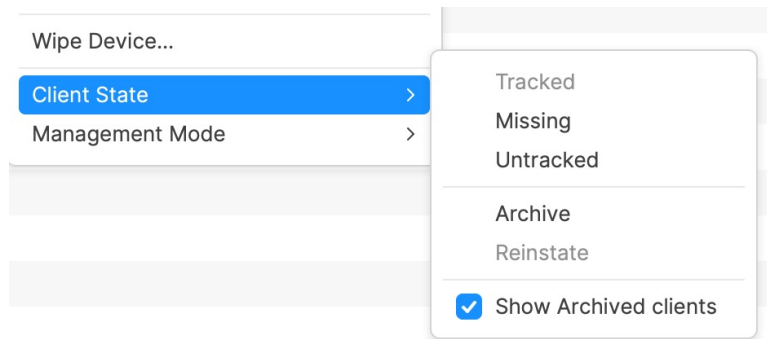 Wipe Device...
Client State
Management Mode
Tracked
Missing
Untracked
Archive
Reinstate
Show Archived clients